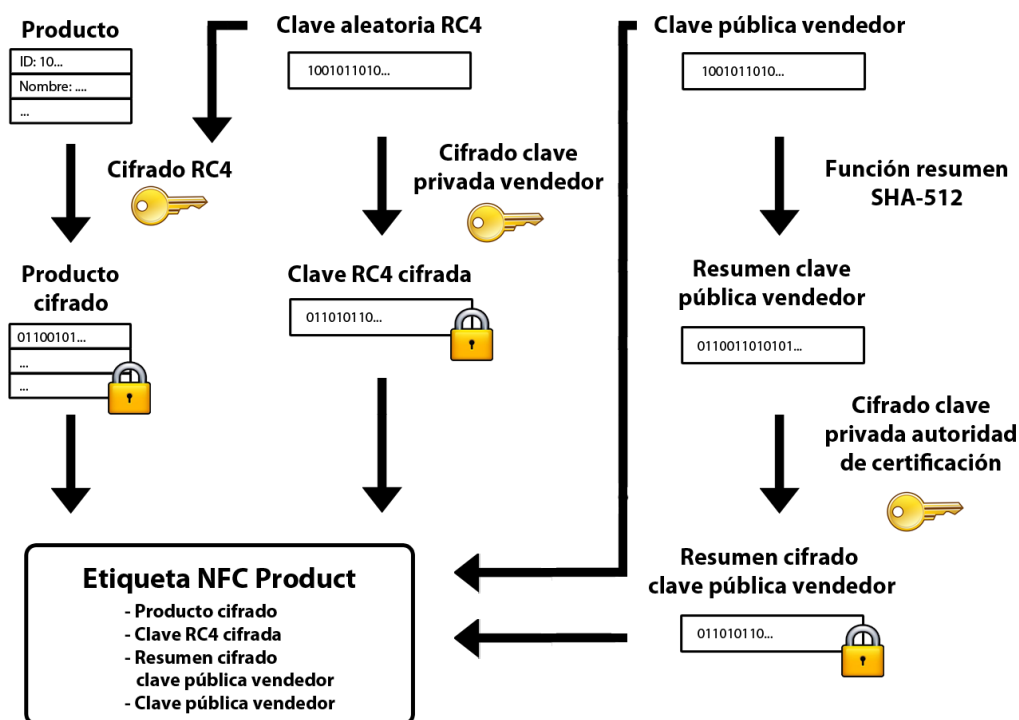 Producto
ID: 10...
Nombre: ....
...
Cifrado RC4
Producto
cifrado
01100101...
...
...
Clave aleatoria RC4
1001011010...
Cifrado clave
privada vendedor
Clave RC4 cifrada
011010110...
Clave pública vendedor
1001011010...
Función resumen
SHA-512
Resumen clave
pública vendedor
0110011010101...
Cifrado clave
privada autoridad
de certificación
Resumen cifrado
clave pública vendedor
011010110...
Etiqueta NFC Product
- Producto cifrado
- Clave RC4 cifrada
- Resumen cifrado
clave pública vendedor
- Clave pública vendedor